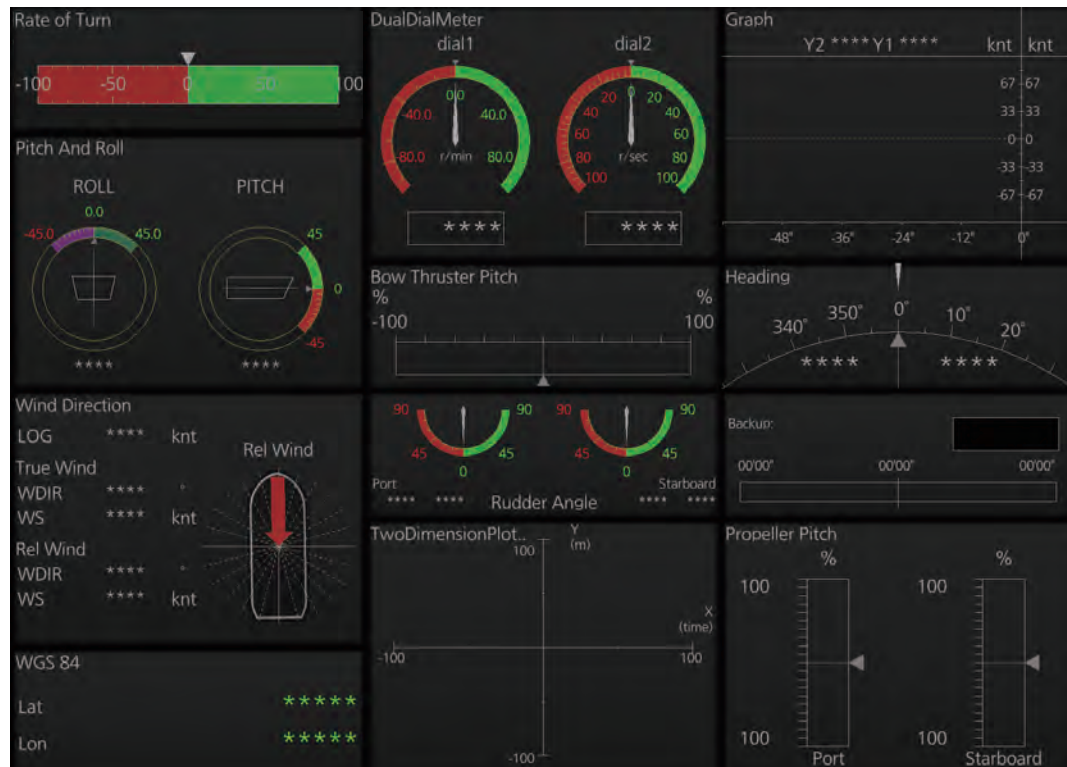 Rate of Turn
-100 -50 0 50 100
Pitch And Roll
ROLL PITCH
0.0
-45.0 45.0 45
0
-45
**** ****
Wind Direction
LOG **** knt
Rel Wind
True Wind
WDIR **** °
WS **** knt
Rel Wind
WDIR **** °
WS **** knt
WGS 84
Lat *****
Lon *****
DualDialMeter
dial1 dial2
0.0 20 0 20
-40.0 40.0 40 40
60 60
80.0 r/min 80.0 80 r/sec 80
100 100
**** ****
Bow Thruster Pitch
% %
-100 100
90 90 90 90
45 45 45 45
0 0
Port Starboard
**** **** Rudder Angle **** ****
TwoDimensionPlot..
Y
(m)
100
X
(time)
-100 100
-100
Graph
Y2 **** Y1 **** knt knt
67 67
33 33
0 0
-33 -33
-67 -67
-48° -36° -24° -12° 0°
Heading
340° 350° 0° 10° 20°
**** ****
Backup:
00'00" 00'00" 00'00"
Propeller Pitch
% %
100 100
100 100
Port Starboard